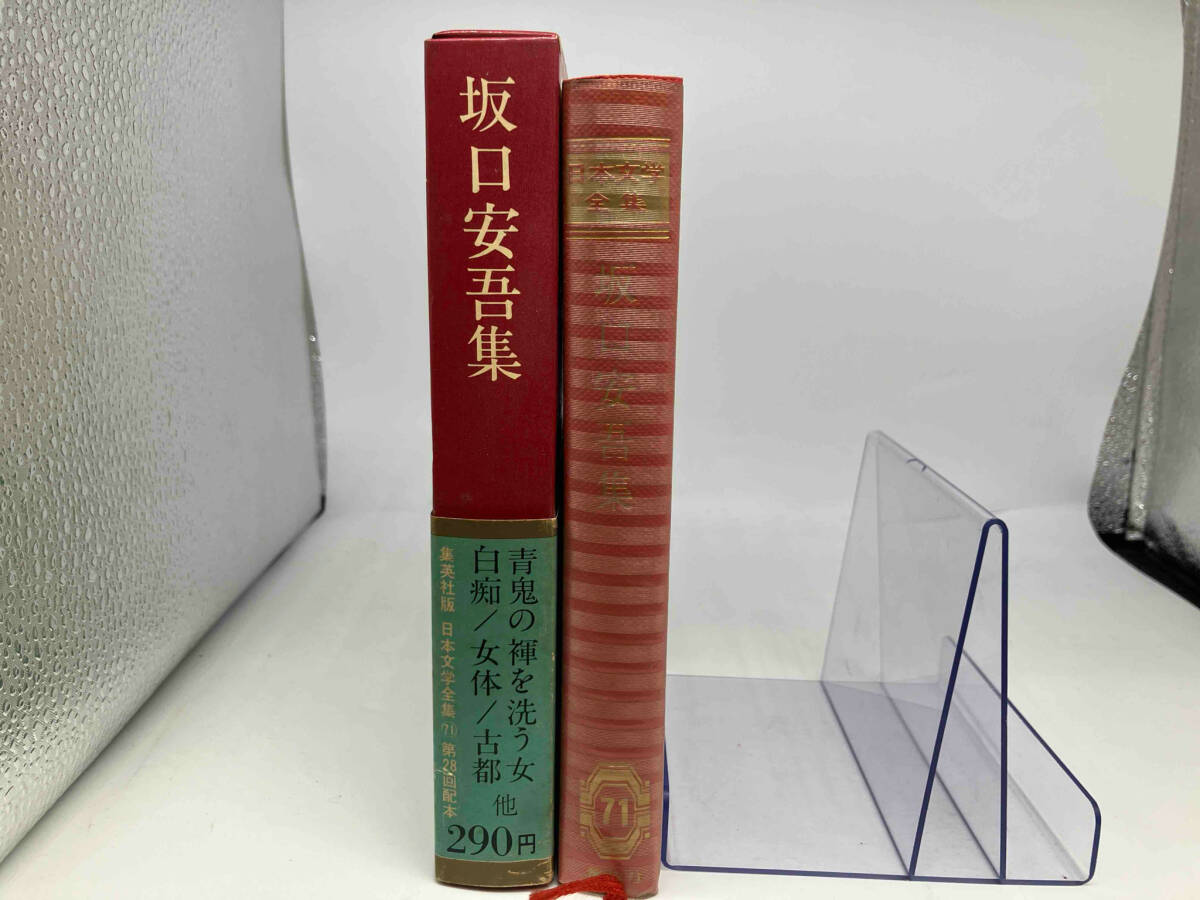 坂口安吾集
青鬼の褌を洗う女
白痴/女体/古都
他
集英社版 日本文学全集(71) 第28回配本
290円
日本文学
全集
坂口安吾集
71